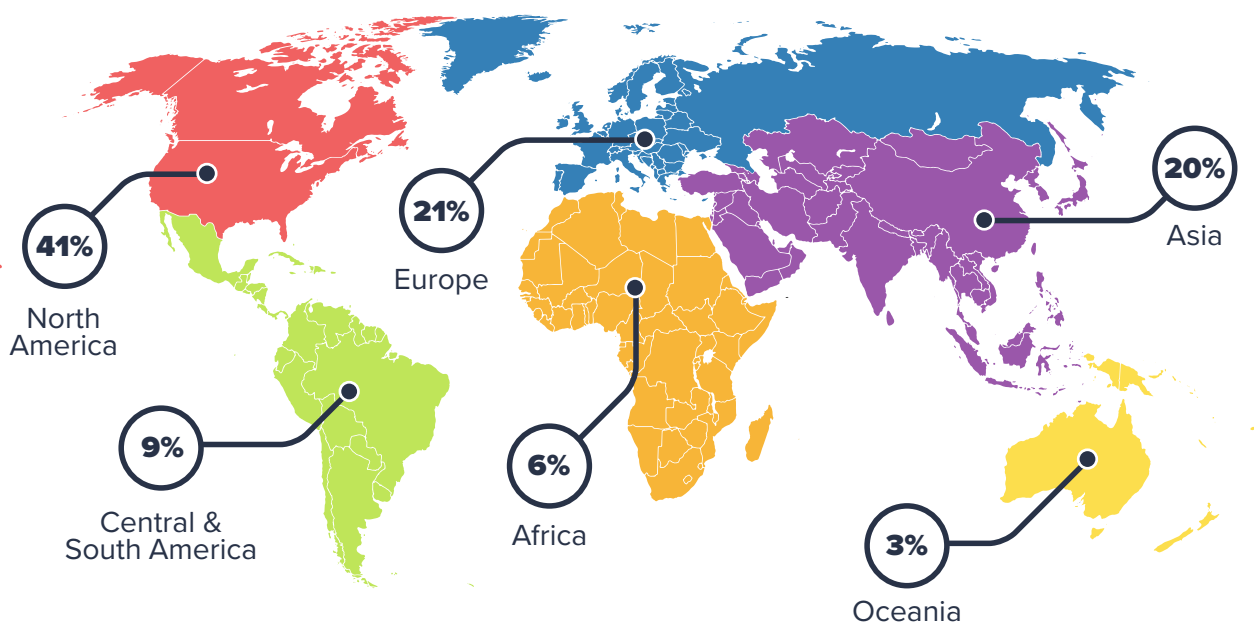 41%
North
America
21%
Europe
20%
Asia
9%
Central &
South America
6%
Africa
3%
Oceania